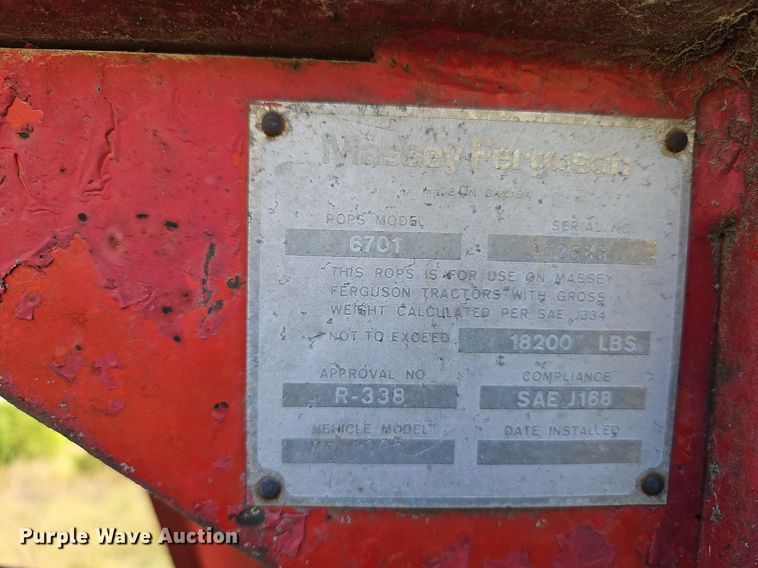 Massey Ferguson
MADE IN CANADA
ROPS MODEL SERIAL NO.
6701
THIS ROPS IS FOR USE ON MASSEY
FERGUSON TRACTORS WITH GROSS
WEIGHT CALCULATED PER SAE J334
NOT TO EXCEED 18200 LBS
APPROVAL NO. COMPLIANCE
R-338 SAE J168
VEHICLE MODEL DATE INSTALLED
Purple Wave Auction